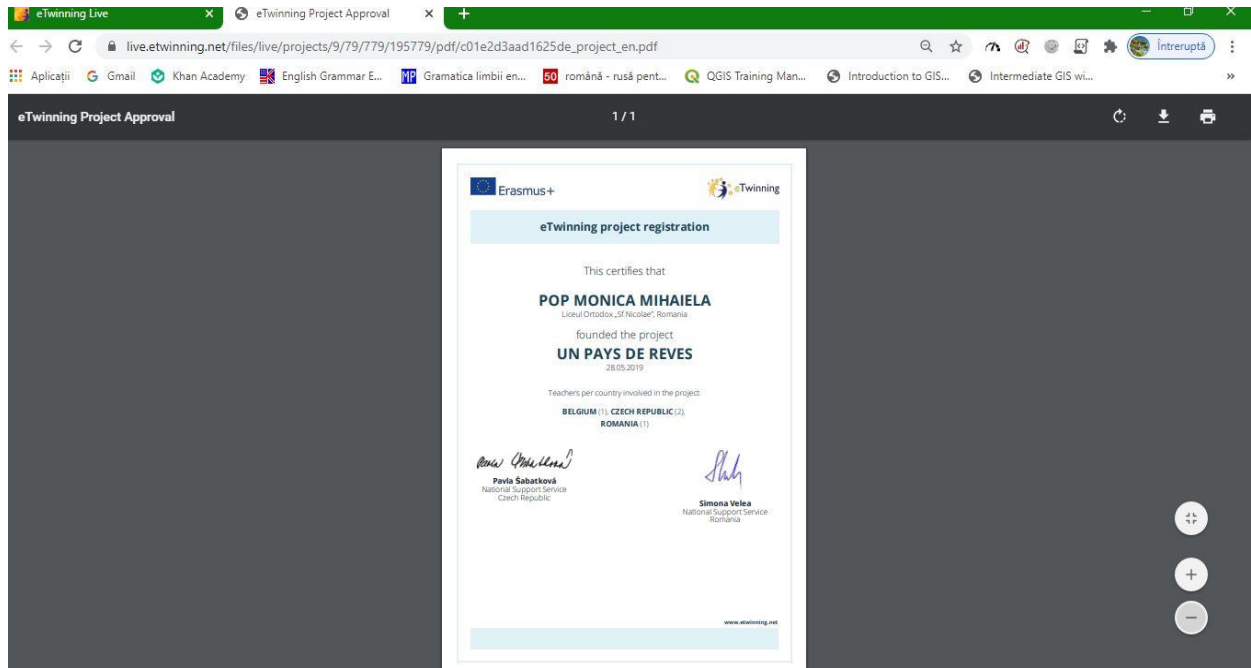 eTwinning Live
eTwinning Project Approval
live.etwinning.net/files/live/projects/9/79/779/195779/pdf/c01e2d3aad1625de_project_en.pdf
Întreruptă
Aplicații
Gmail
Khan Academy
English Grammar E...
MP Gramatica limbii en...
50 română - rusă pent...
QGIS Training Man...
Introduction to GIS...
Intermediate GIS wi...
»
eTwinning Project Approval
1 / 1
Erasmus+
eTwinning
eTwinning project registration
This certifies that
POP MONICA MIHAIELA
Liceul Ortodox „Sf Nicolae”, Romania
founded the project
UN PAYS DE REVES
28.05.2019
Teachers per country involved in the project:
BELGIUM (1), CZECH REPUBLIC (2),
ROMANIA (1)
Pavla Šabatková
National Support Service
Czech Republic
Simona Velea
National Support Service
Romania
www.etwinning.net